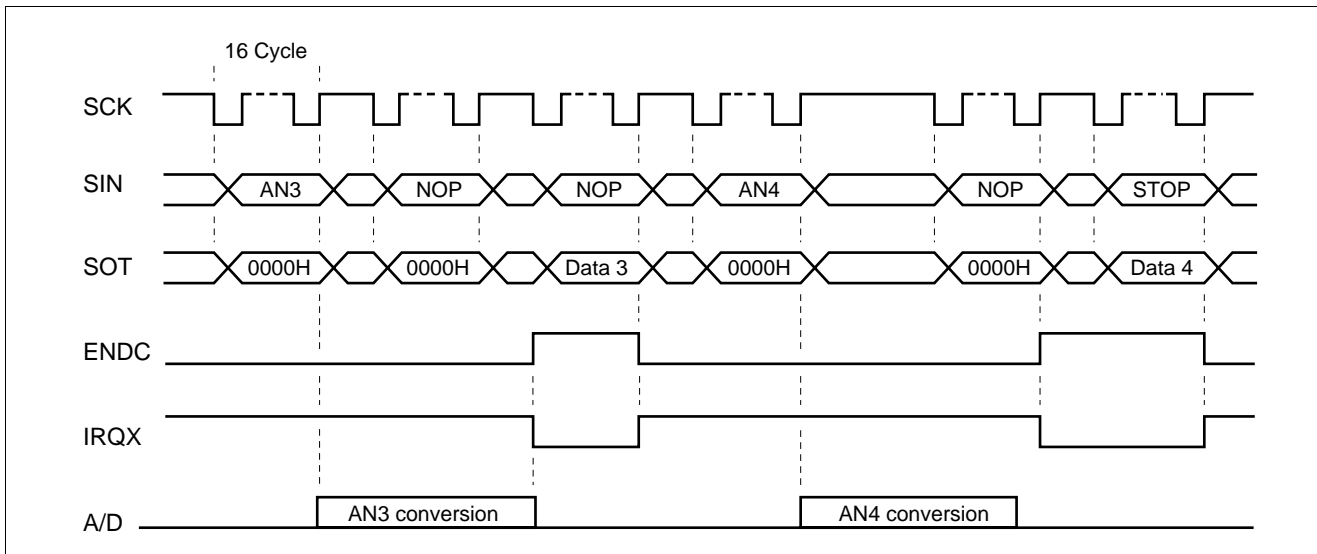 16 Cycle
SCK
SIN AN3 NOP NOP AN4 NOP STOP
SOT 0000H 0000H Data 3 0000H 0000H Data 4
ENDC
IRQX
A/D AN3 conversion AN4 conversion